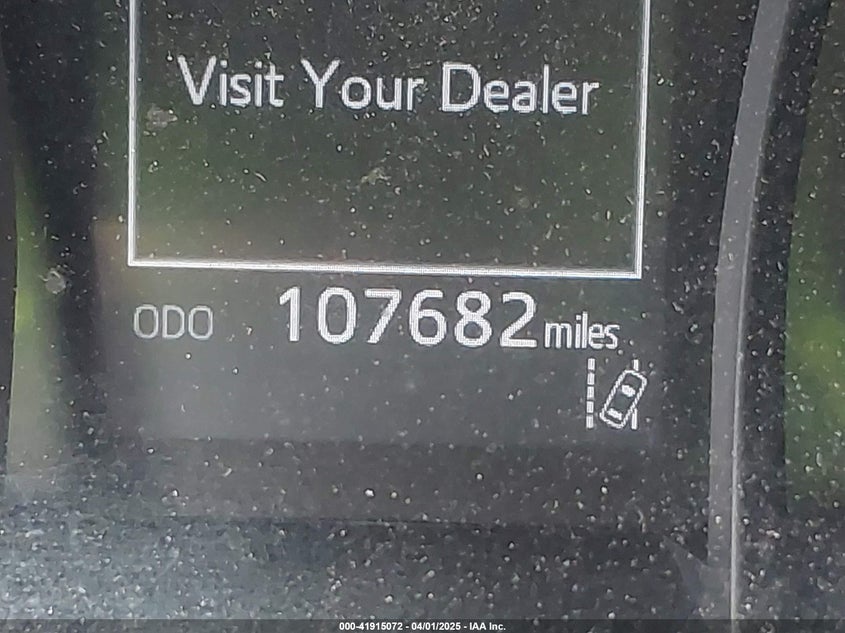 Visit Your Dealer
ODO 107682 miles
000-41915072 - 04/01/2025 - IAA Inc.